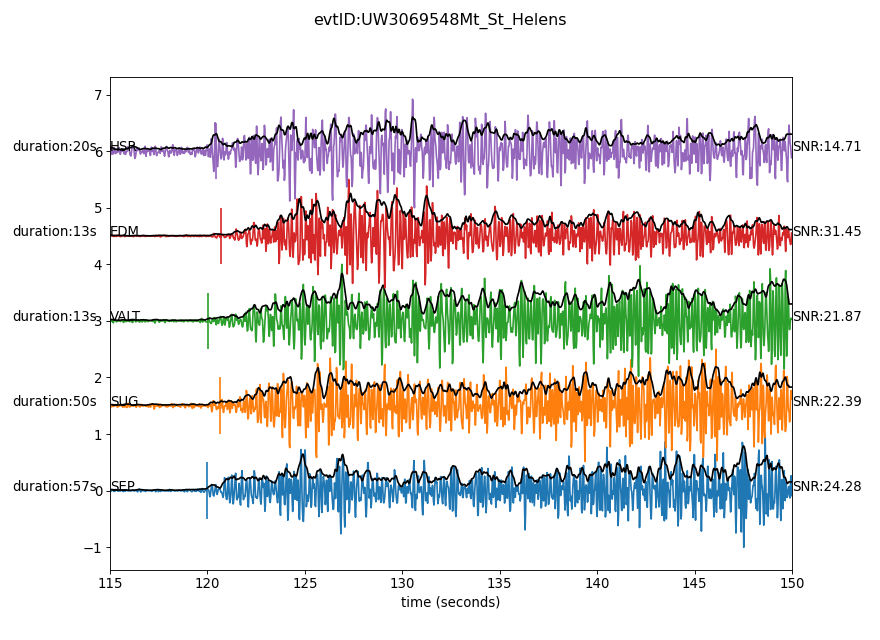 evtID:UW3069548Mt_St_Helens
7
duration:20s HSR SNR:14.71
6
5
duration:13s EDM SNR:31.45
4
duration:13s VALT SNR:21.87
3
2
duration:50s SUG SNR:22.39
1
duration:57s SEP SNR:24.28
0
−1
115 120 125 130 135 140 145 150
time (seconds)